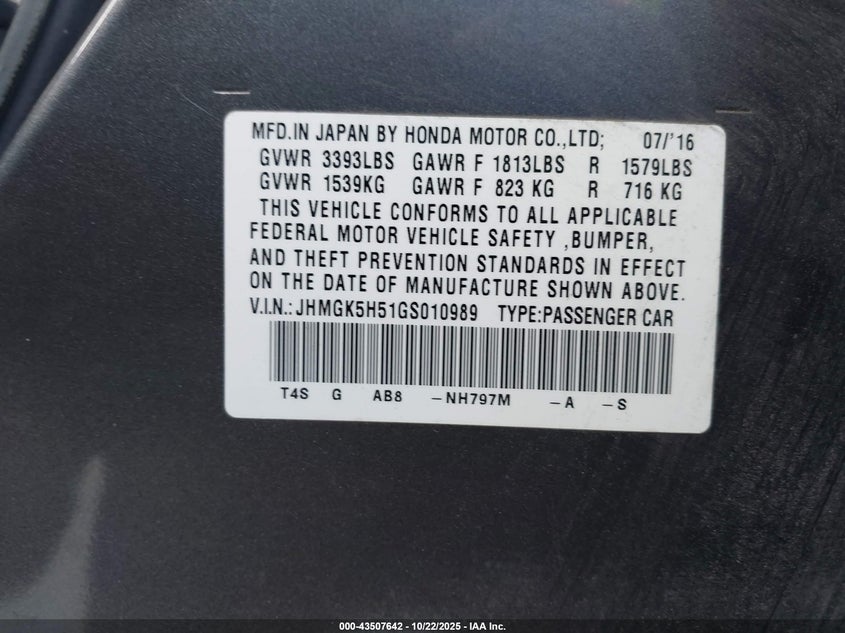 MFD.IN JAPAN BY HONDA MOTOR CO.,LTD; 07/'16
GVWR 3393LBS GAWR F 1813LBS R 1579LBS
GVWR 1539KG GAWR F 823 KG R 716 KG
THIS VEHICLE CONFORMS TO ALL APPLICABLE
FEDERAL MOTOR VEHICLE SAFETY ,BUMPER,
AND THEFT PREVENTION STANDARDS IN EFFECT
ON THE DATE OF MANUFACTURE SHOWN ABOVE.
V.I.N.: JHMGK5H51GS010989 TYPE:PASSENGER CAR
T4S G AB8 -NH797M -A -S
000-43507642 - 10/22/2025 - IAA Inc.